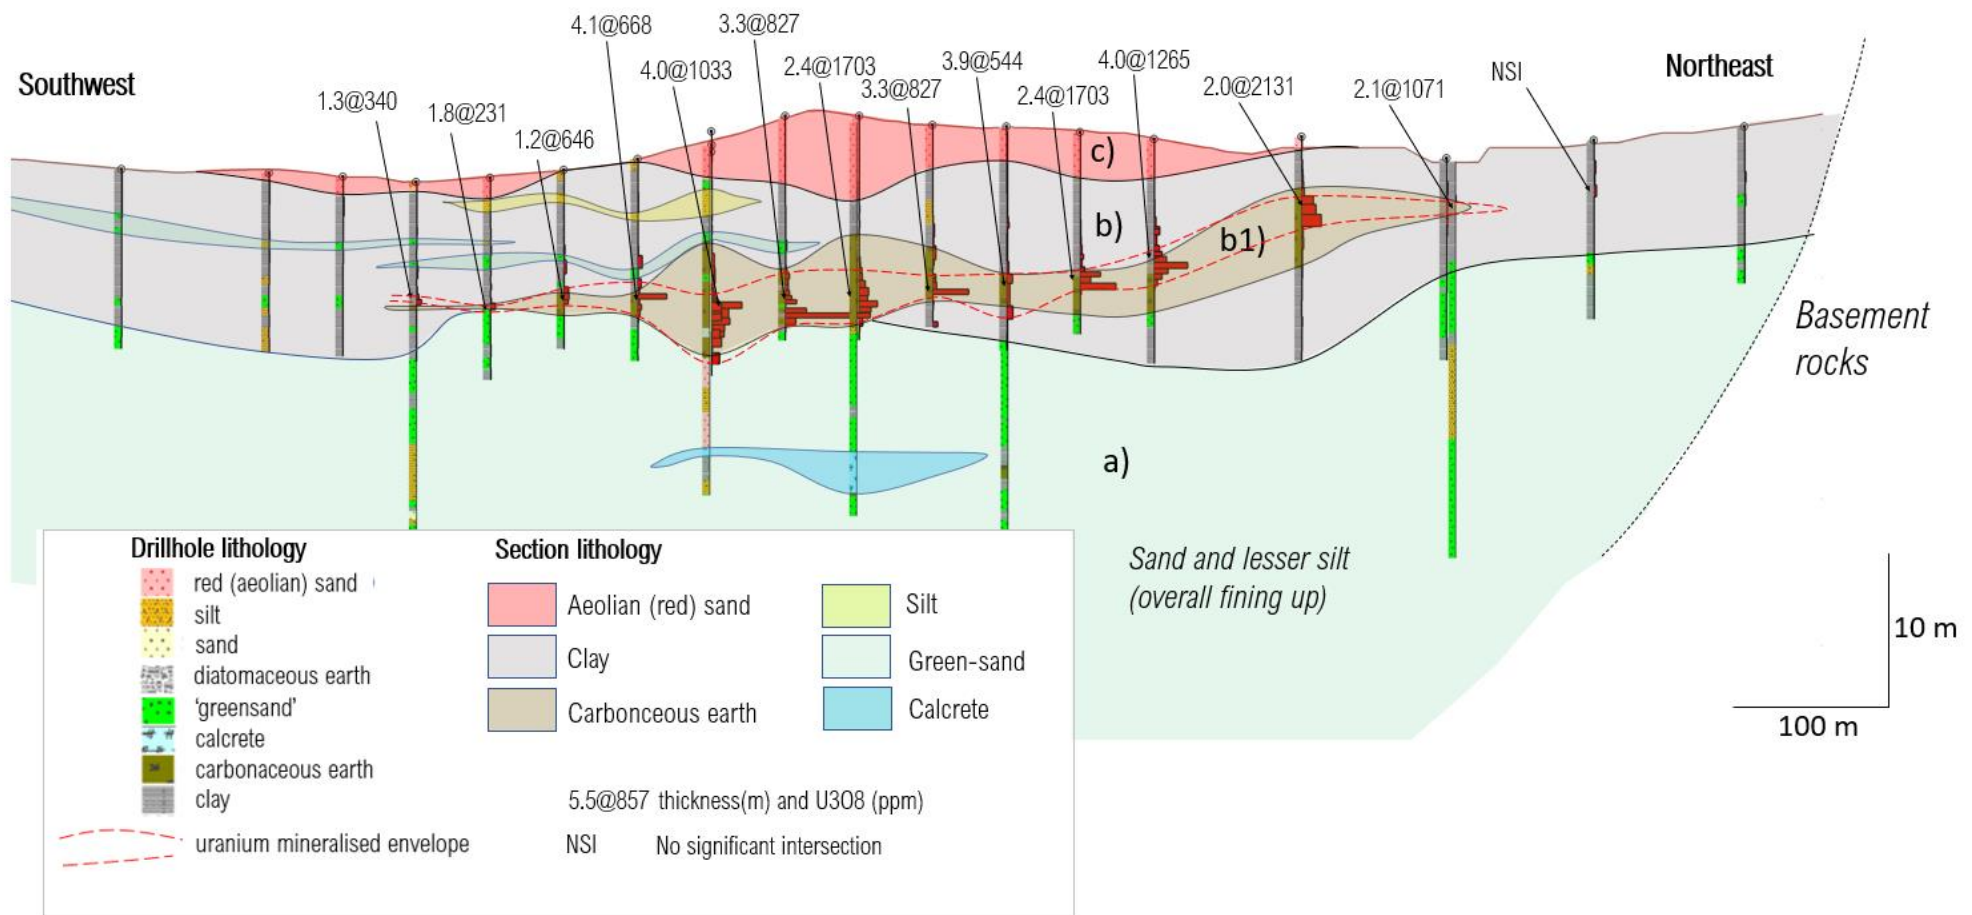 4.1@668
3.3@827
Southwest
4.0@1033
2.4@1703
3.9@544
4.0@1265
Northeast
1.3@340
1.8@231
1.2@646
3.3@827
2.4@1703
2.0@2131
2.1@1071
NSI
c)
b)
b1)
a)
Basement
rocks
Sand and lesser silt
(overall fining up)
10 m
100 m
Drillhole lithology
red (aeolian) sand
silt
sand
diatomaceous earth
'greensand'
calcrete
carbonaceous earth
clay
uranium mineralised envelope
Section lithology
Aeolian (red) sand
Clay
Carbonceous earth
Silt
Green-sand
Calcrete
5.5@857 thickness(m) and U3O8 (ppm)
NSI No significant intersection